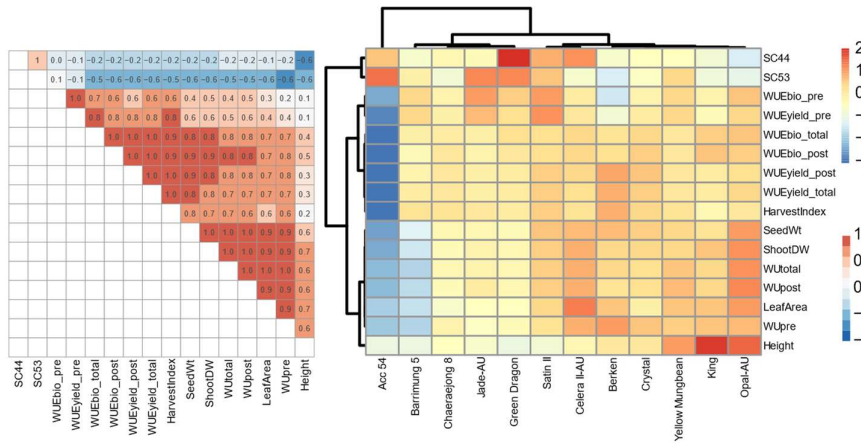 1 0.0 −0.1 −0.2 −0.2 −0.2 −0.2 −0.1 −0.2 −0.2 −0.2 −0.2 −0.1 −0.2 −0.6
0.1 −0.1 −0.5 −0.5 −0.5 −0.6 −0.5 −0.6 −0.6 −0.5 −0.5 −0.6 −0.6
1.0 0.7 0.6 0.6 0.6 0.6 0.4 0.5 0.4 0.4 0.3 0.2 0.1
0.8 0.8 0.8 0.8 0.8 0.6 0.6 0.5 0.5 0.4 0.4 0.1
1.0 1.0 1.0 0.9 0.8 0.8 0.8 0.8 0.7 0.7 0.4
1.0 1.0 0.9 0.9 0.9 0.8 0.8 0.7 0.8 0.5
1.0 1.0 0.9 0.8 0.7 0.7 0.7 0.8 0.3
1.0 0.9 0.8 0.7 0.7 0.7 0.7 0.3
0.8 0.7 0.6 0.6 0.6 0.6 0.2
1.0 1.0 1.0 0.9 0.9 0.6
1.0 1.0 0.9 0.9 0.7
1.0 1.0 1.0 0.6
0.9 0.9 0.6
0.9 0.7
0.6
SC44
SC53
WUEbio_pre
WUEyield_pre
WUEbio_total
WUEbio_post
WUEyield_post
WUEyield_total
HarvestIndex
SeedWt
ShootDW
WUtotal
WUpost
LeafArea
WUpre
Height
SC44
SC53
WUEbio_pre
WUEyield_pre
WUEbio_total
WUEbio_post
WUEyield_post
WUEyield_total
HarvestIndex
SeedWt
ShootDW
WUtotal
WUpost
LeafArea
WUpre
Height
Acc 54
Barrimung 5
Chaeraejong 8
Jade-AU
Green Dragon
Satin II
Celera II-AU
Berken
Crystal
Yellow Mungbean
King
Opal-AU
2
1
0
1
0